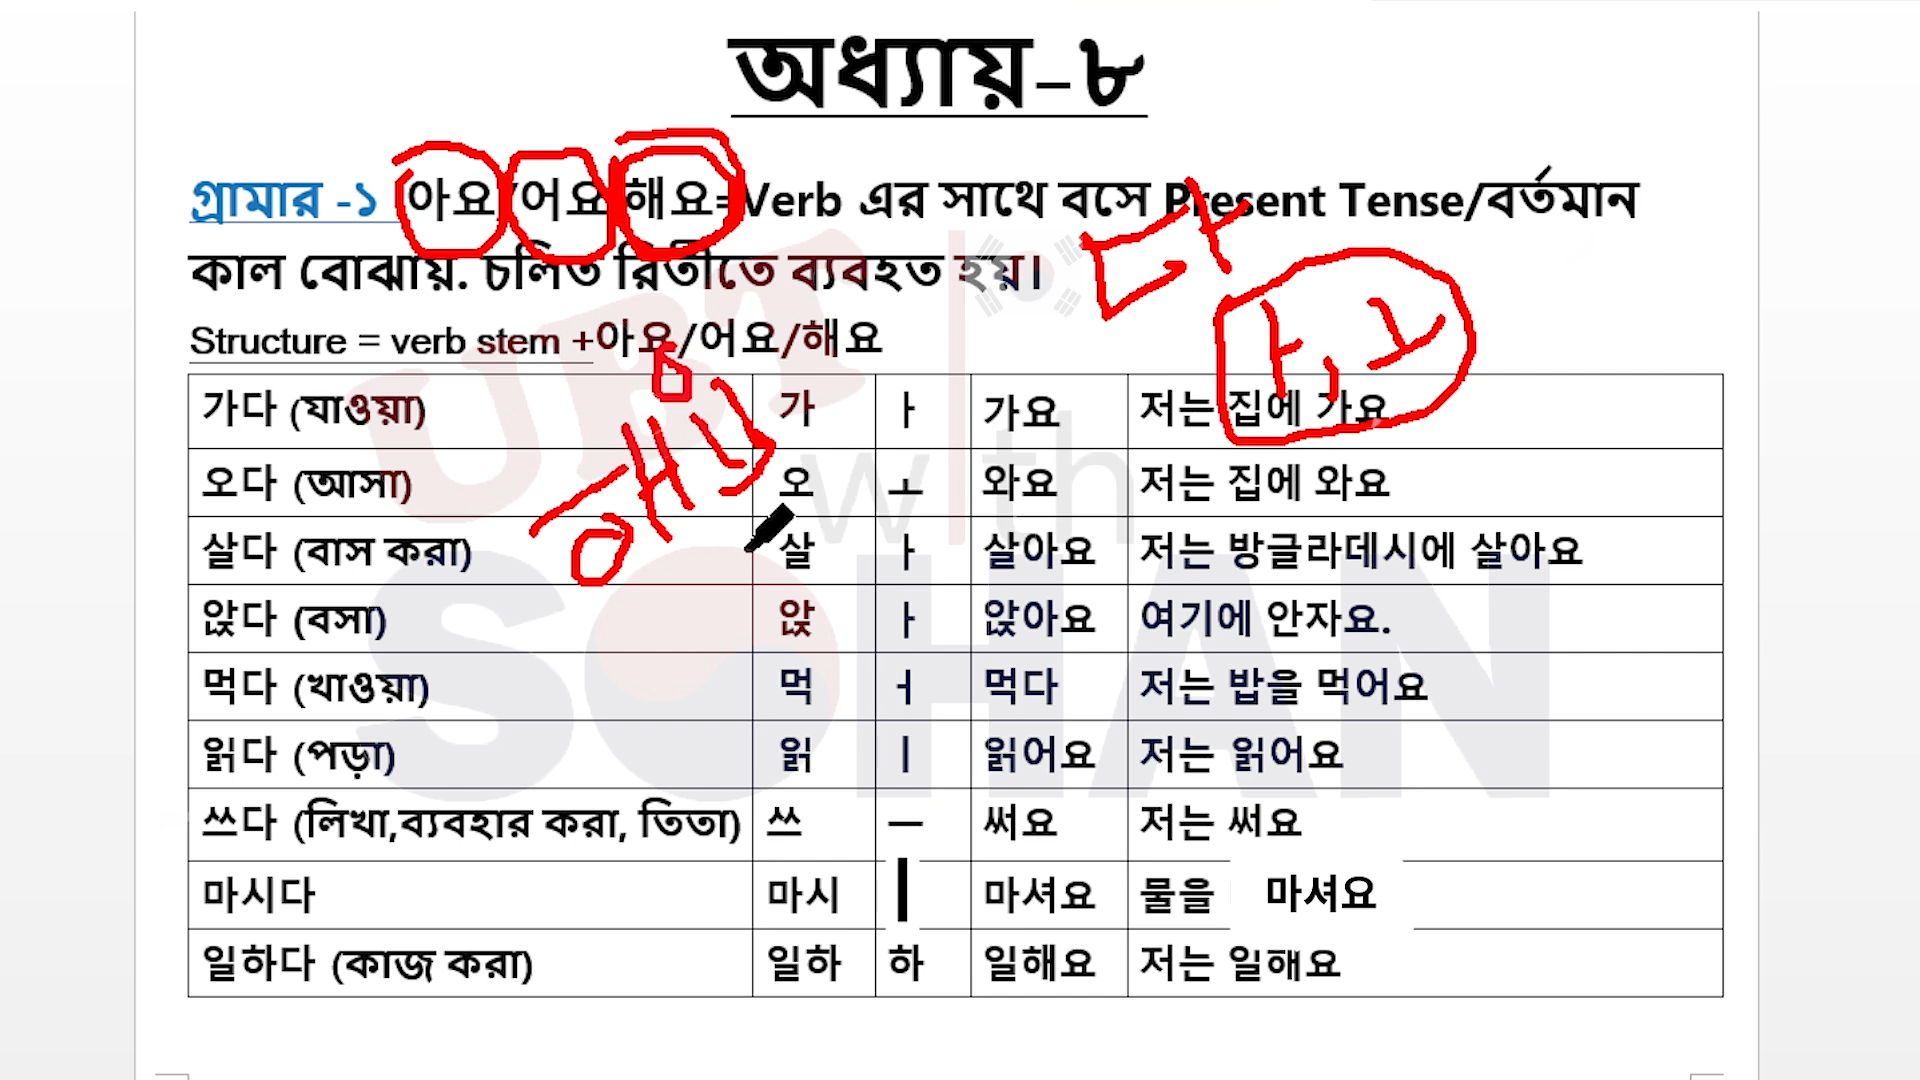 অধ্যায়-৮
গ্রামার -১ 아요/어요/해요=Verb এর সাথে বসে Present Tense/বর্তমান
কাল বোঝায়. চলিত রিতীতে ব্যবহৃত হয়।
Structure = verb stem +아요/어요/해요
가다 (যাওয়া) 가 ㅏ 가요 저는 집에 가요
오다 (আসা) 오 ㅗ 와요 저는 집에 와요
살다 (বাস করা) 살 ㅏ 살아요 저는 방글라데시에 살아요
앉다 (বসা) 앉 ㅏ 앉아요 여기에 안자요.
먹다 (খাওয়া) 먹 ㅓ 먹다 저는 밥을 먹어요
읽다 (পড়া) 읽 ㅣ 읽어요 저는 읽어요
쓰다 (লিখা,ব্যবহার করা, তিতা) 쓰 ㅡ 써요 저는 써요
마시다 마시 ㅣ 마셔요 물을 마셔요
일하다 (কাজ করা) 일하 하 일해요 저는 일해요
다
ㅏ, ㅗ
UBT
with
SOHAN